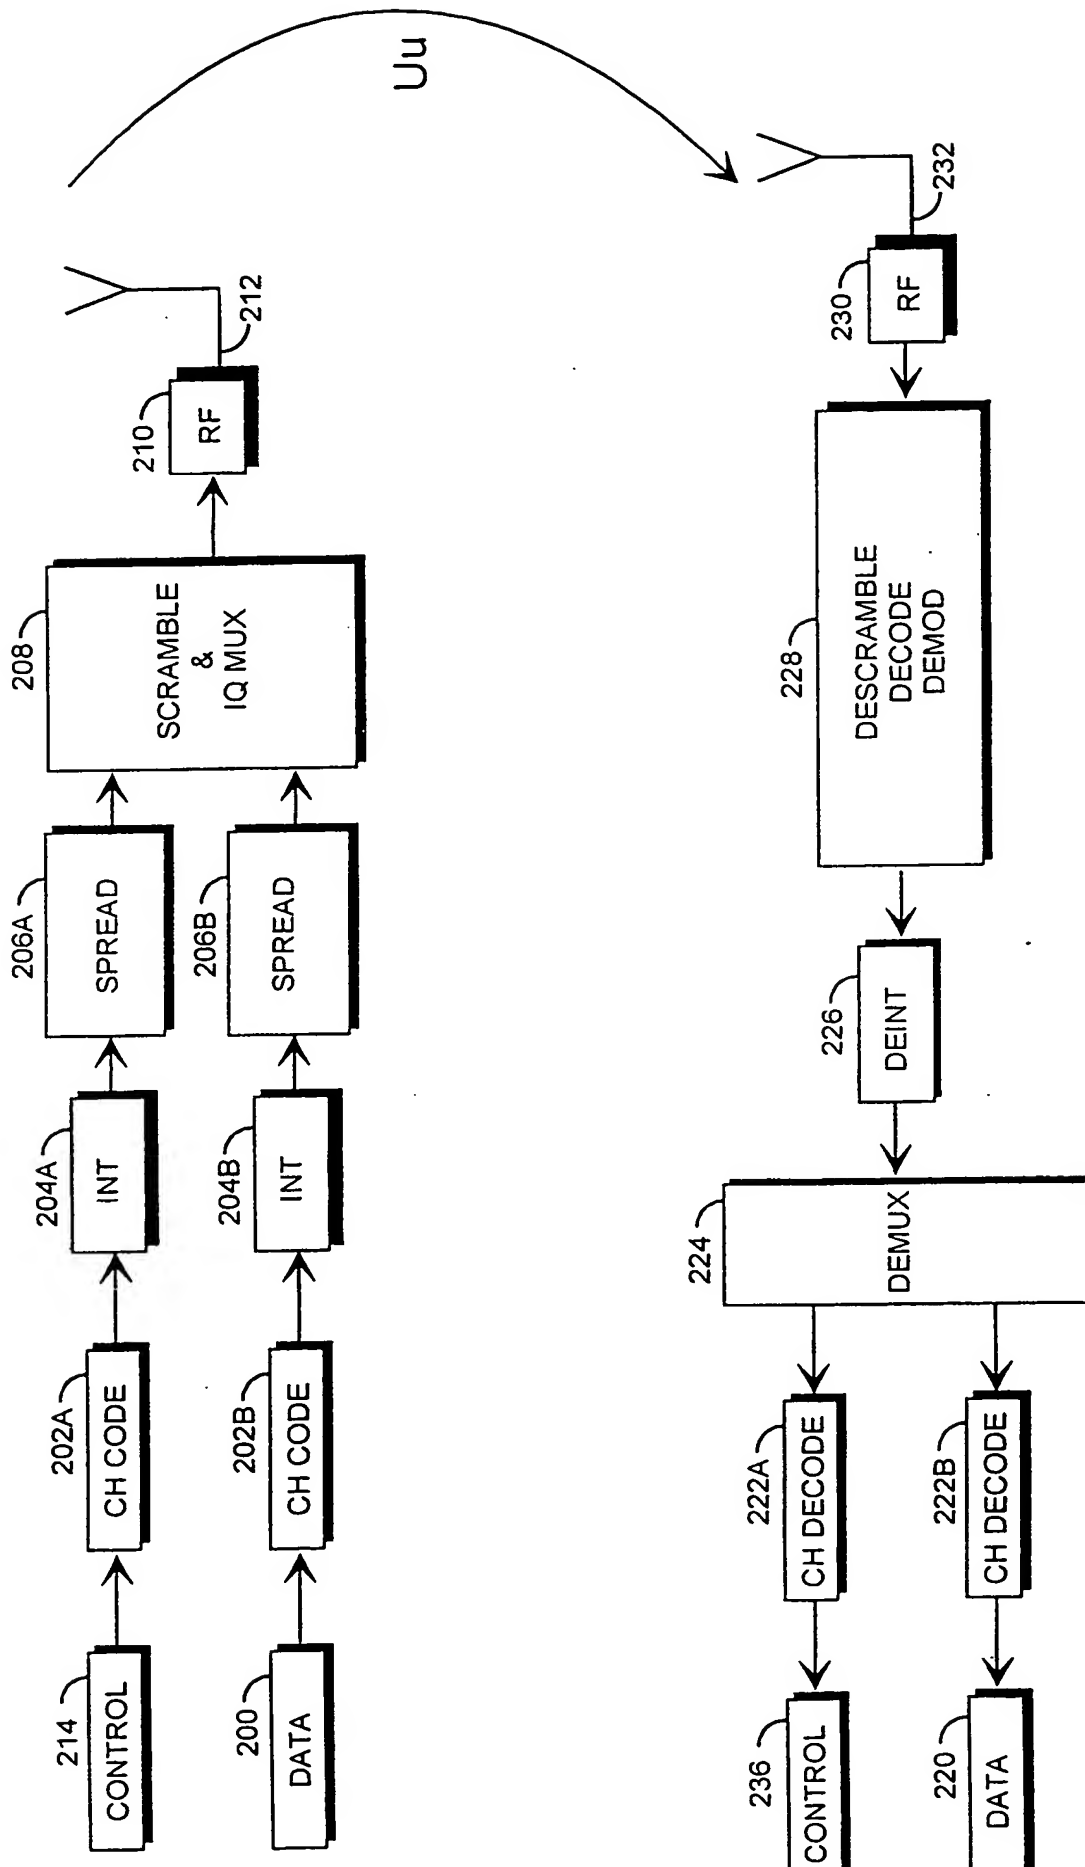 214
CONTROL
202A
CH CODE
204A
INT
206A
SPREAD
200
DATA
202B
CH CODE
204B
INT
206B
SPREAD
208
SCRAMBLE
&
IQ MUX
210
RF
212
Uu
232
230
RF
228
DESCRAMBLE
DECODE
DEMOD
226
DEINT
224
DEMUX
222A
CH DECODE
236
CONTROL
222B
CH DECODE
220
DATA